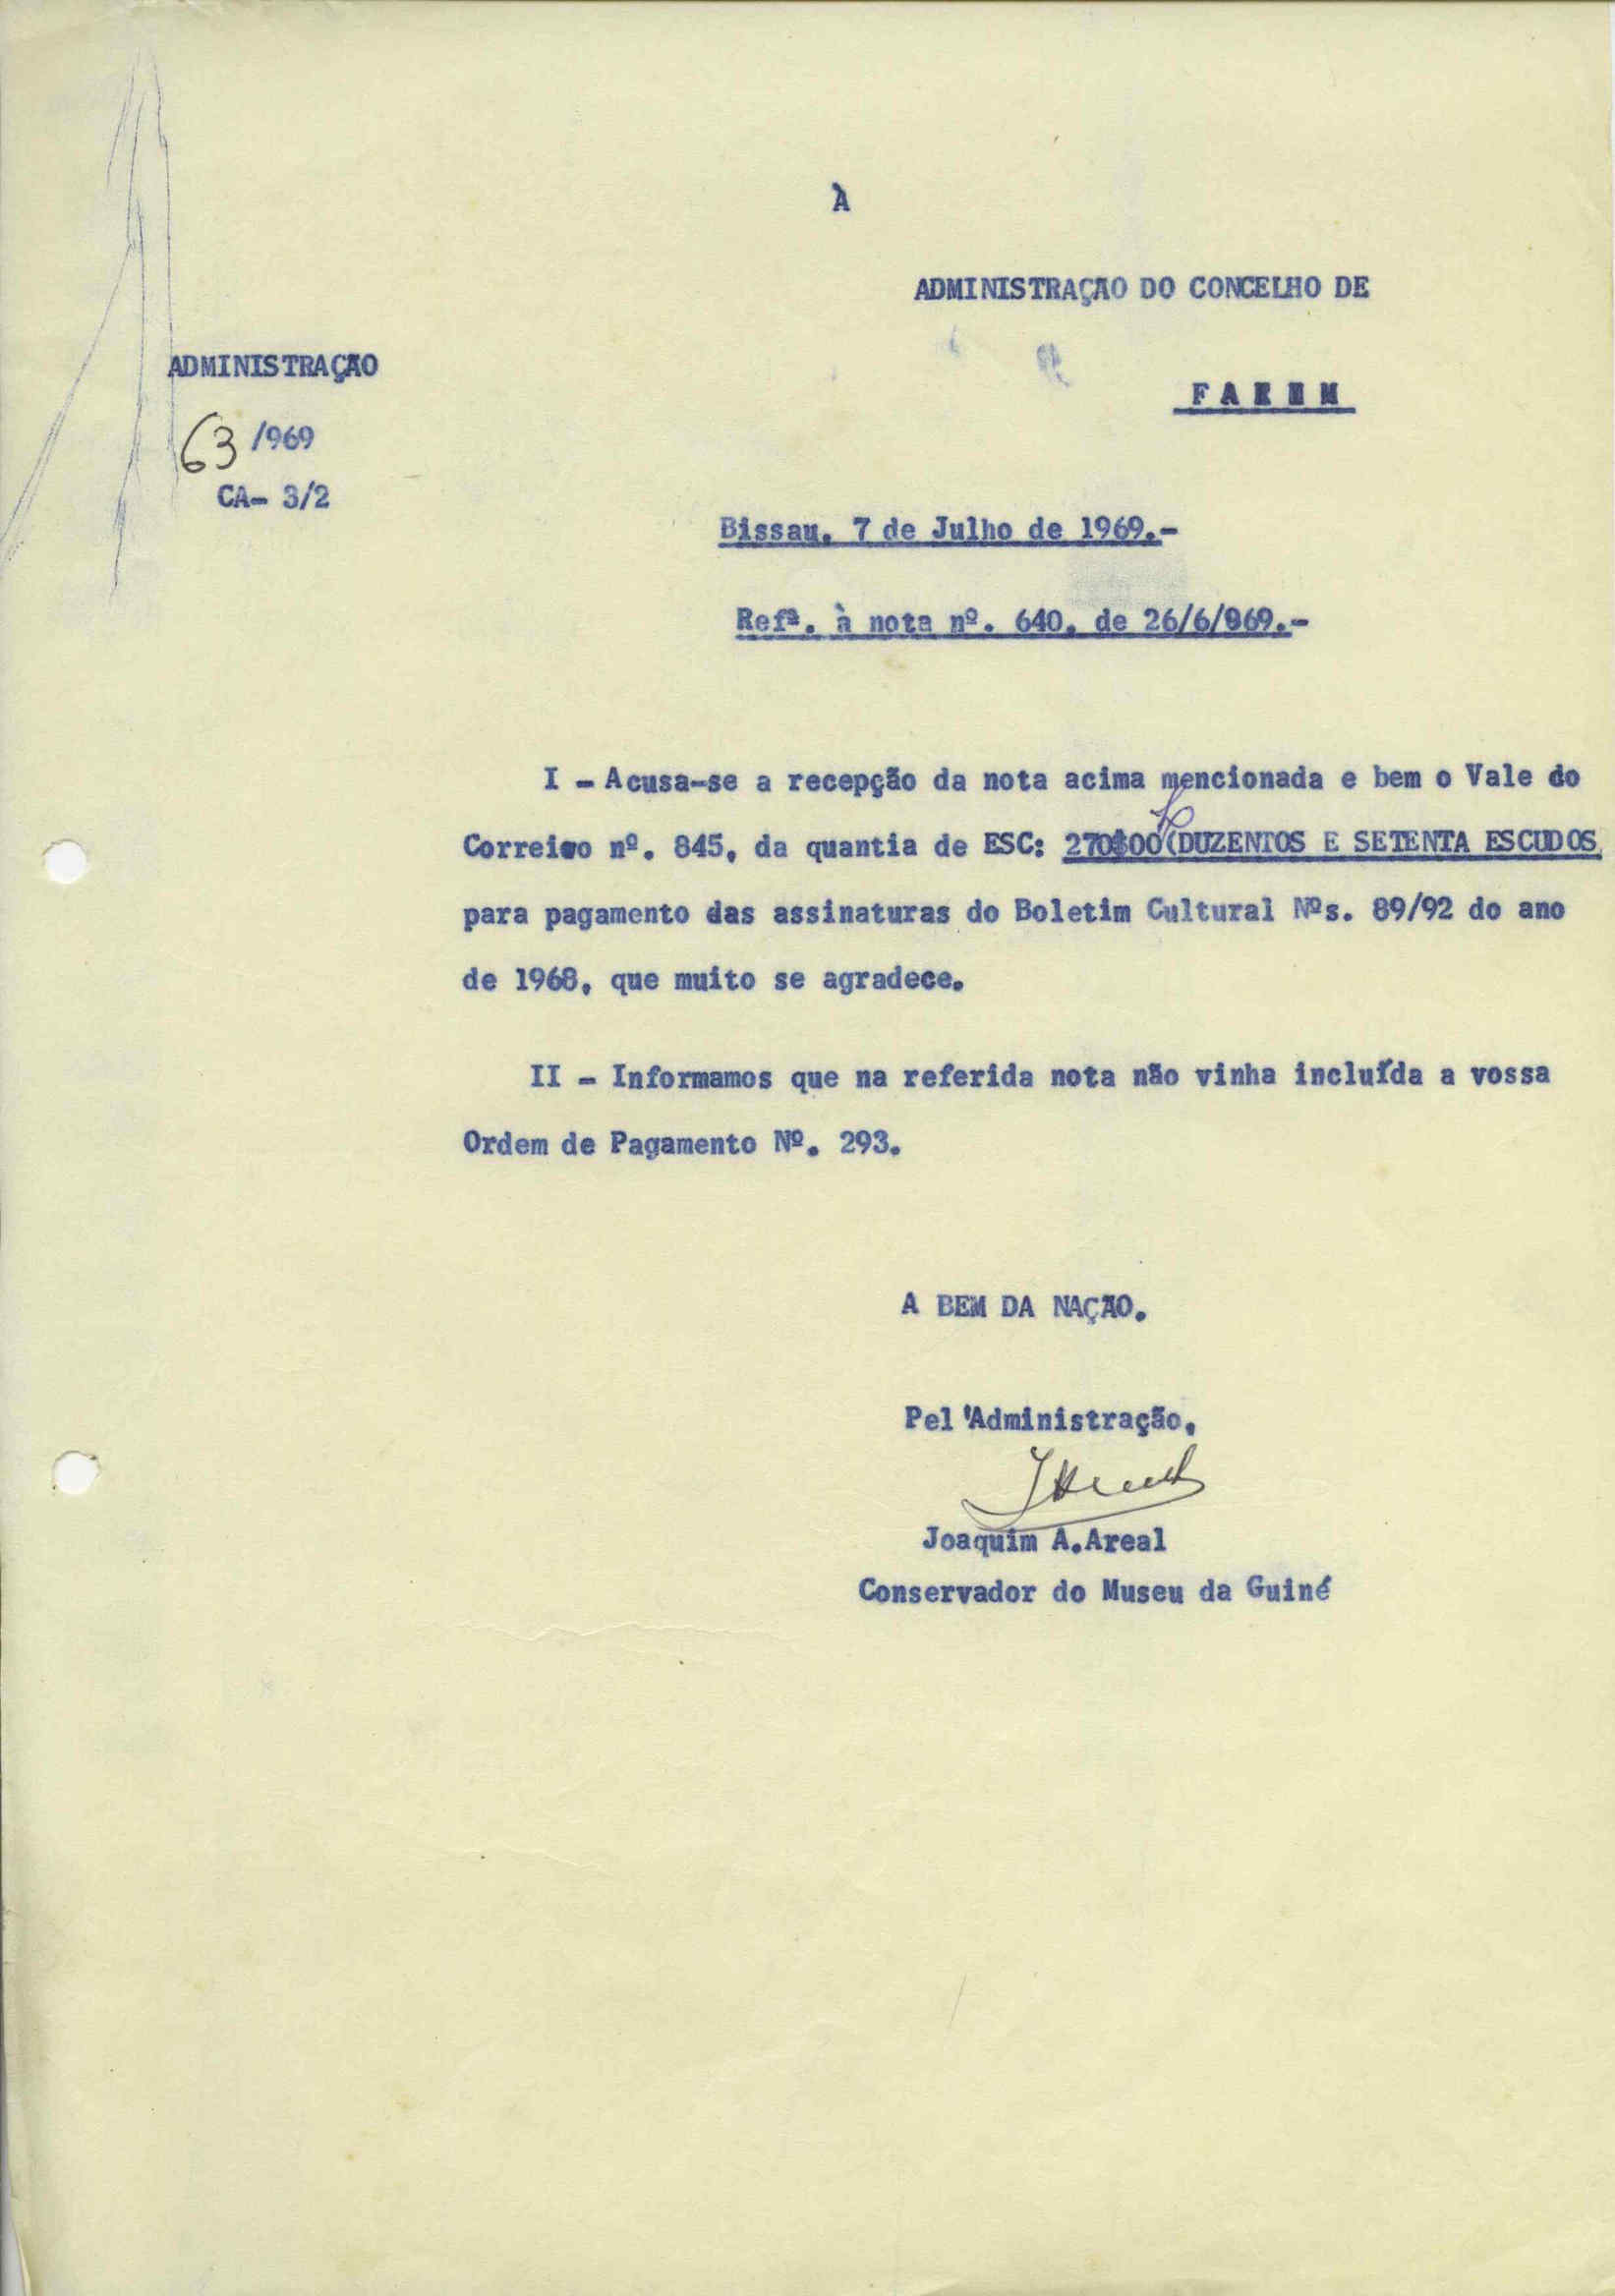 À
ADMINISTRAÇÃO DO CONCELHO DE
ADMINISTRAÇÃO
F A R I M
63 /969
CA- 3/2
Bissau, 7 de Julho de 1969.-
Refª. à nota nº. 640, de 26/6/969.-
I - Acusa-se a recepção da nota acima mencionada e bem o Vale do
Correio nº. 845, da quantia de ESC: 270$00 (DUZENTOS E SETENTA ESCUDOS
para pagamento das assinaturas do Boletim Cultural Nºs. 89/92 do ano
de 1968, que muito se agradece.
II - Informamos que na referida nota não vinha incluída a vossa
Ordem de Pagamento Nº. 293.
A BEM DA NAÇÃO.
Pel'Administração,
Joaquim A.Areal
Conservador do Museu da Guiné